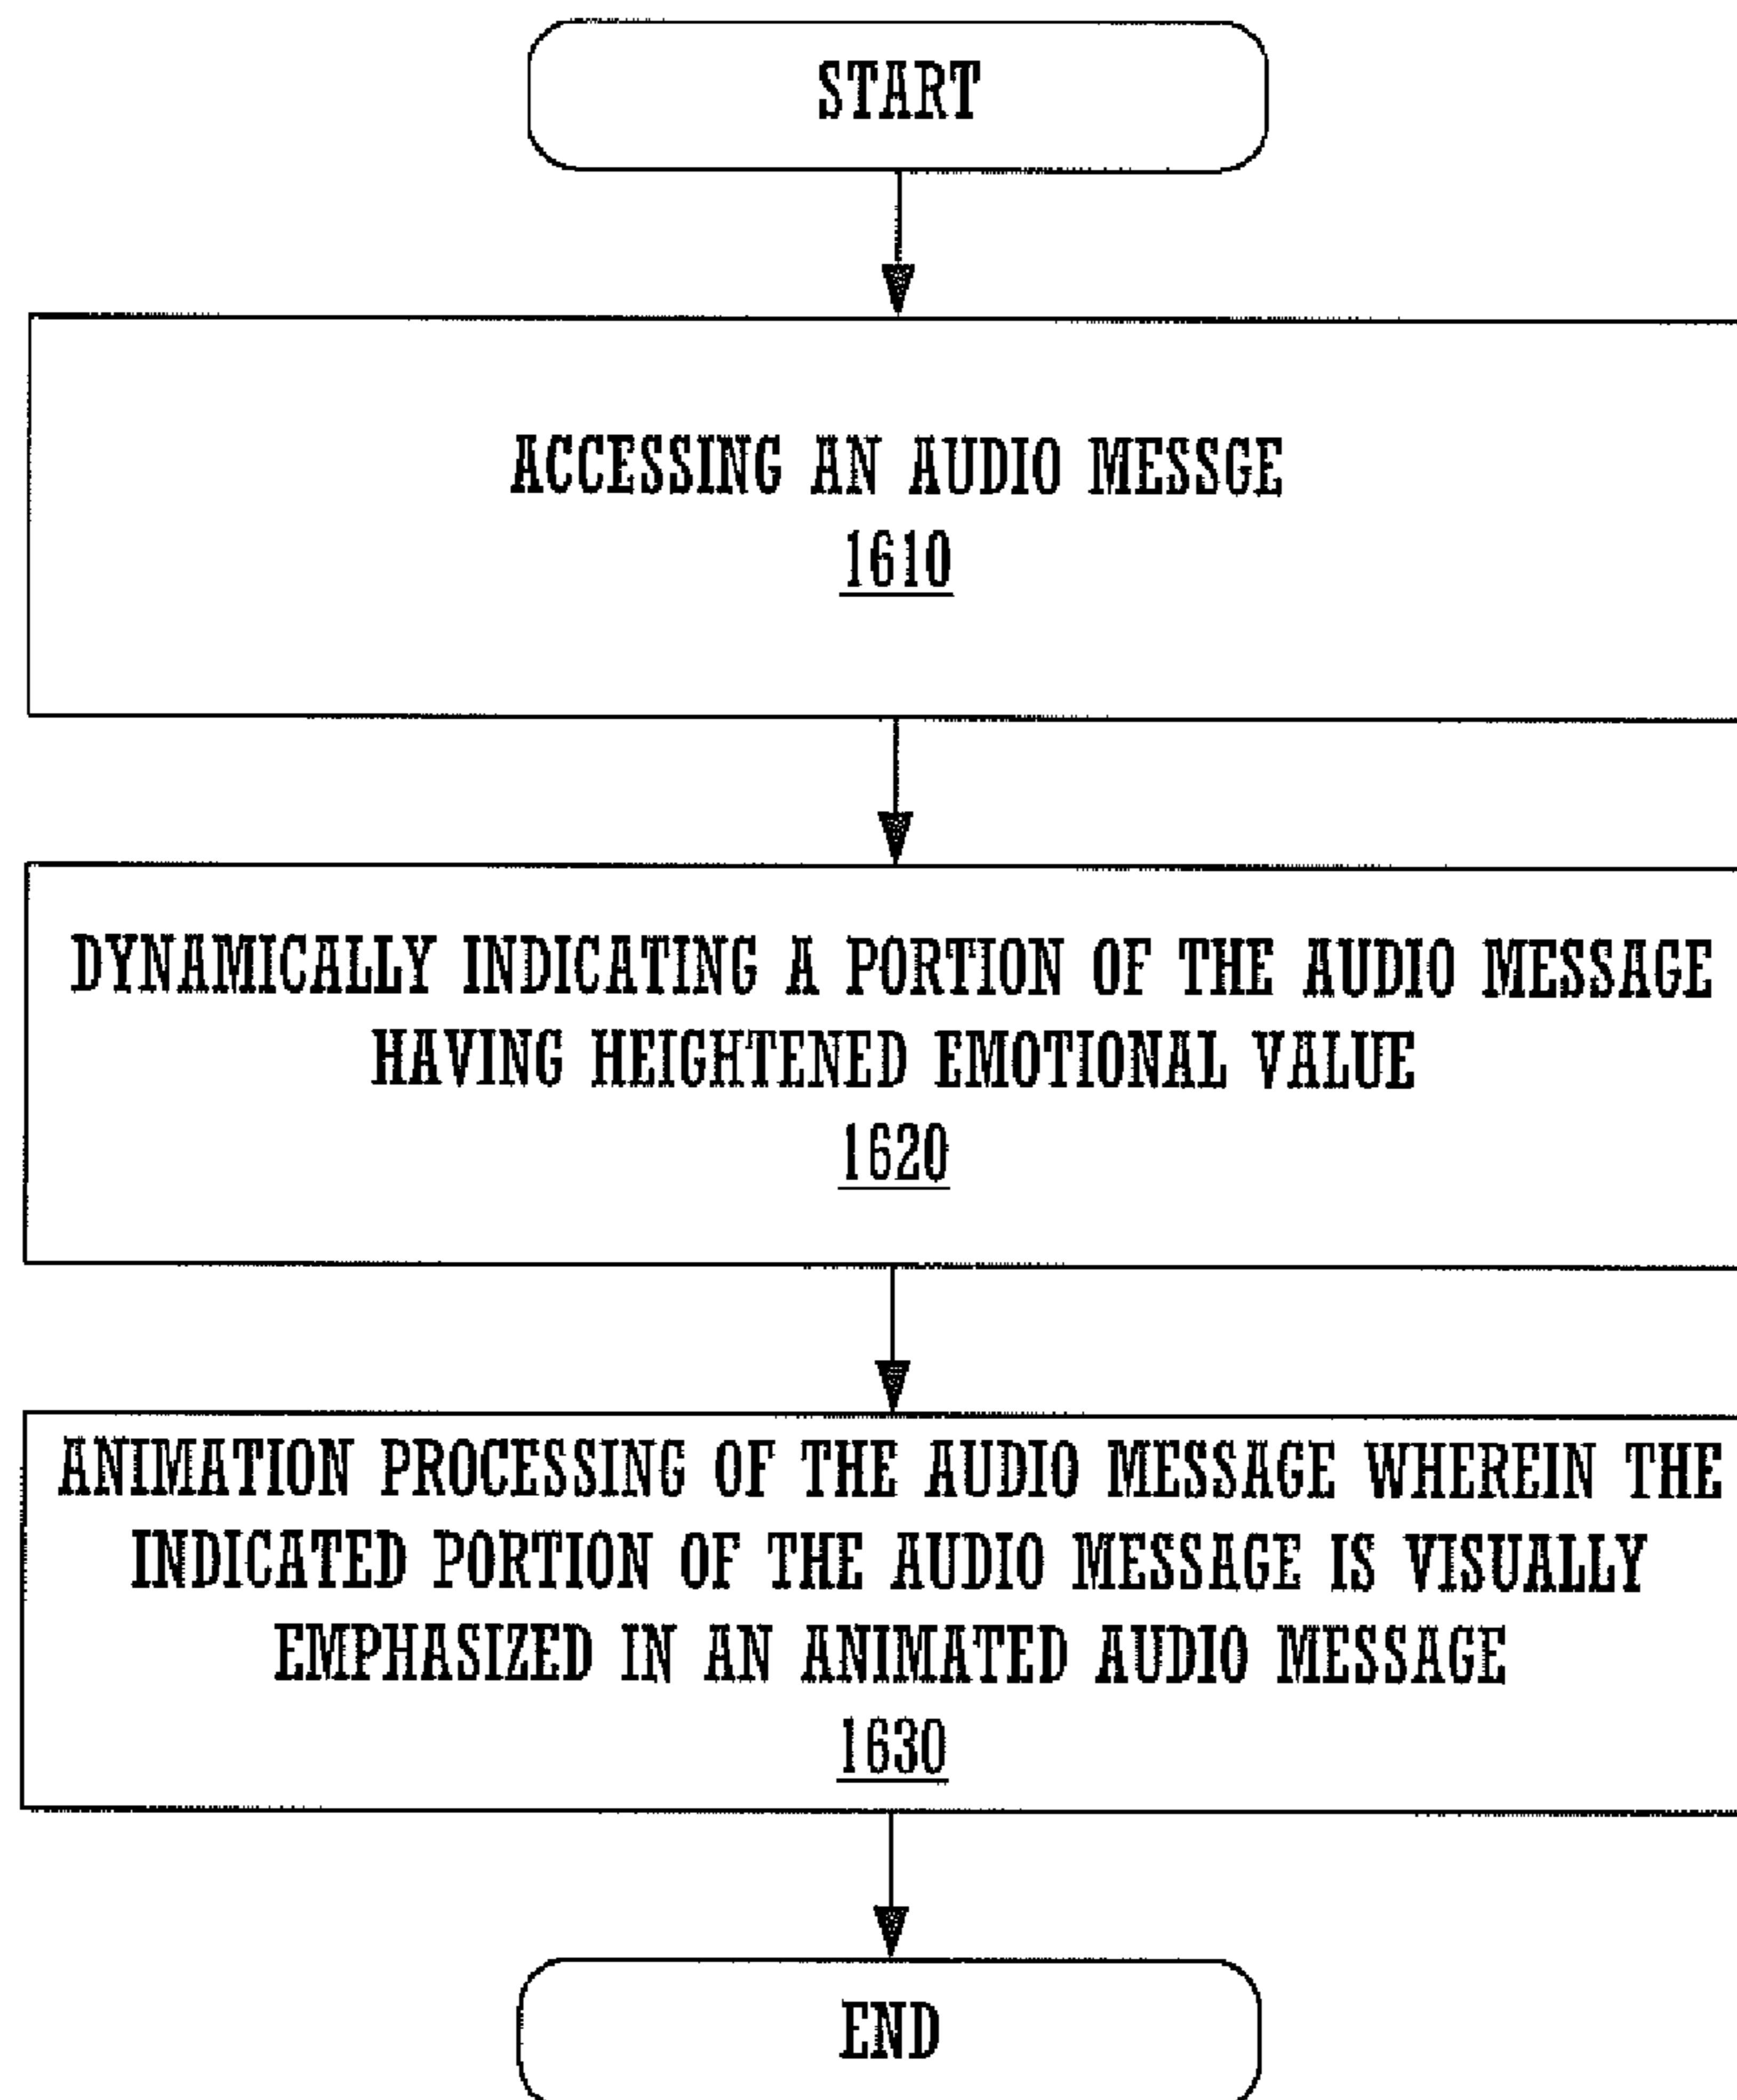 START
ACCESSING AN AUDIO MESSGE
1610
DYNAMICALLY INDICATING A PORTION OF THE AUDIO MESSAGE
HAVING HEIGHTENED EMOTIONAL VALUE
1620
ANIMATION PROCESSING OF THE AUDIO MESSAGE WHEREIN THE
INDICATED PORTION OF THE AUDIO MESSAGE IS VISUALLY
EMPHASIZED IN AN ANIMATED AUDIO MESSAGE
1630
END